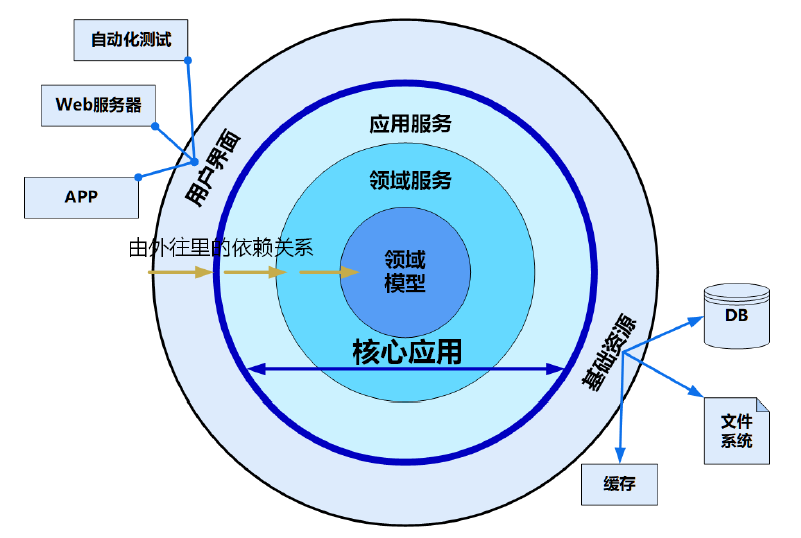 自动化测试
Web服务器
APP
用户界面
应用服务
领域服务
由外往里的依赖关系
领域
模型
核心应用
基础资源
DB
文件
系统
缓存